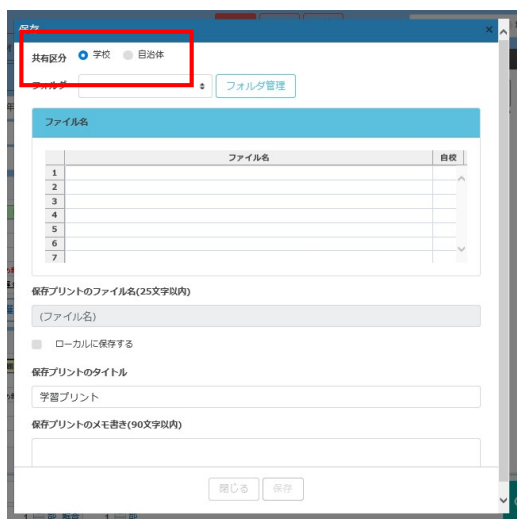 保存 ×
共有区分 学校 自治体
フォルダ フォルダ管理
ファイル名
ファイル名 自校
1
2
3
4
5
6
7
保存プリントのファイル名(25文字以内)
(ファイル名)
ローカルに保存する
保存プリントのタイトル
学習プリント
保存プリントのメモ書き(90文字以内)
閉じる 保存